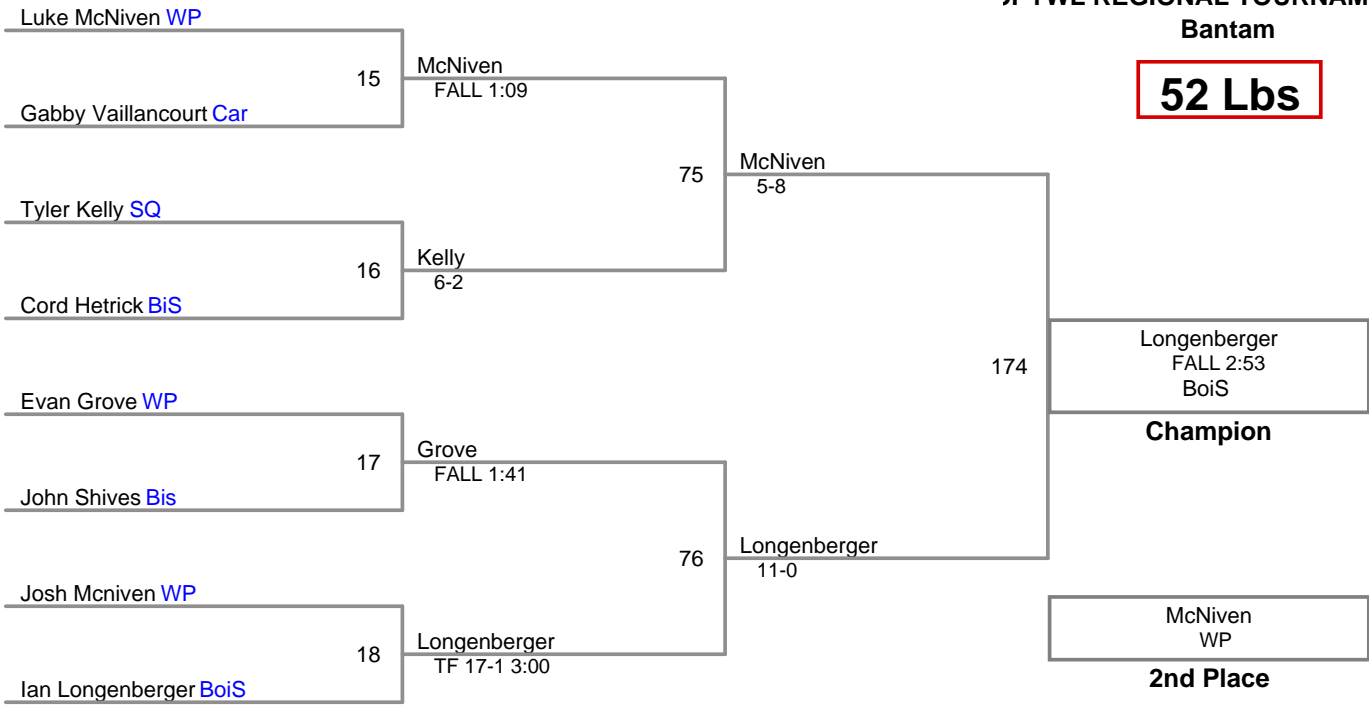 TWL REGIONAL
Bantam
52 Lbs
Luke McNiven WP
15
McNiven
FALL 1:09
Gabby Vaillancourt Car
75
McNiven
5-8
Tyler Kelly SQ
16
Kelly
6-2
Cord Hetrick BiS
174
Longenberger
FALL 2:53
BoiS
Champion
Evan Grove WP
17
Grove
FALL 1:41
John Shives Bis
76
Longenberger
11-0
Josh Mcniven WP
18
Longenberger
TF 17-1 3:00
Ian Longenberger BoiS
McNiven
WP
2nd Place